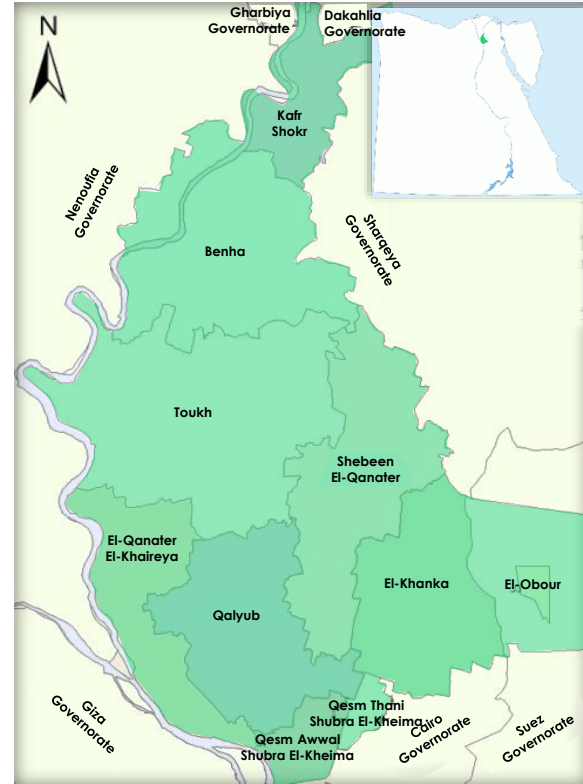 Gharbiya
Governorate
Dakahlia
Governorate
N
Kafr
Shokr
Nenoufia
Governorate
Sharqeya
Governorate
Benha
Toukh
Shebeen
El-Qanater
El-Qanater
El-Khaireya
El-Khanka
El-Obour
Qalyub
Giza
Governorate
Qesm Thani
Shubra El-Kheima
Qesm Awwal
Shubra El-Kheima
Cairo
Governorate
Suez
Governorate